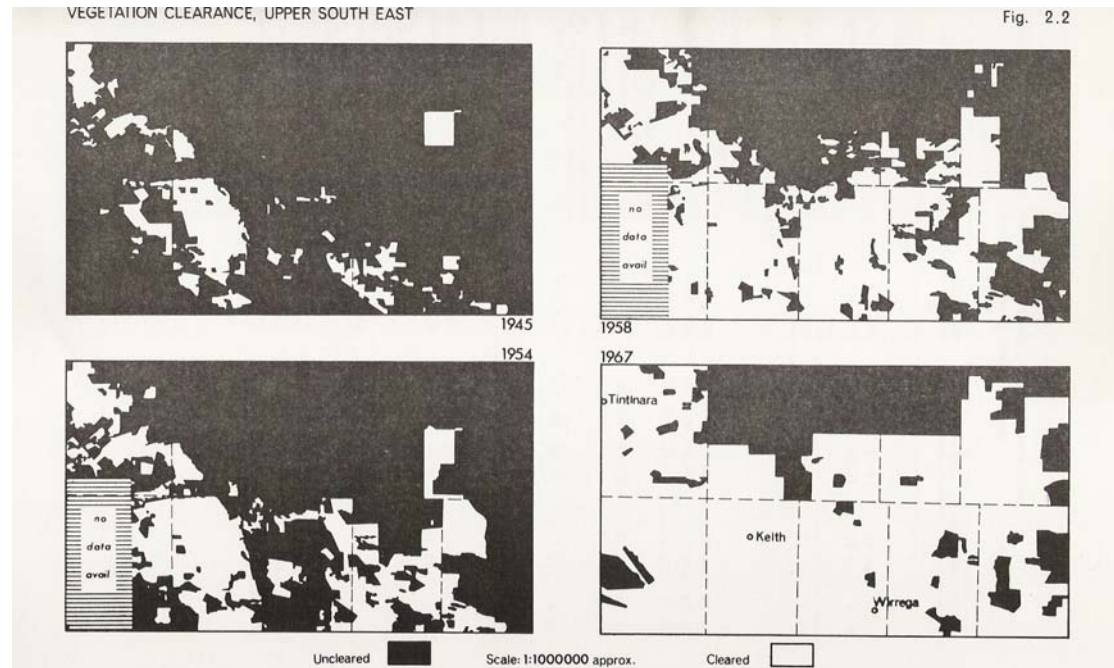 VEGETATION CLEARANCE, UPPER SOUTH EAST
Fig. 2.2
1945
no
data
avail
1958
1954
no
data
avail
1967
Tintinara
Keith
Wirrega
Uncleared
Scale: 1:1000000 approx.
Cleared